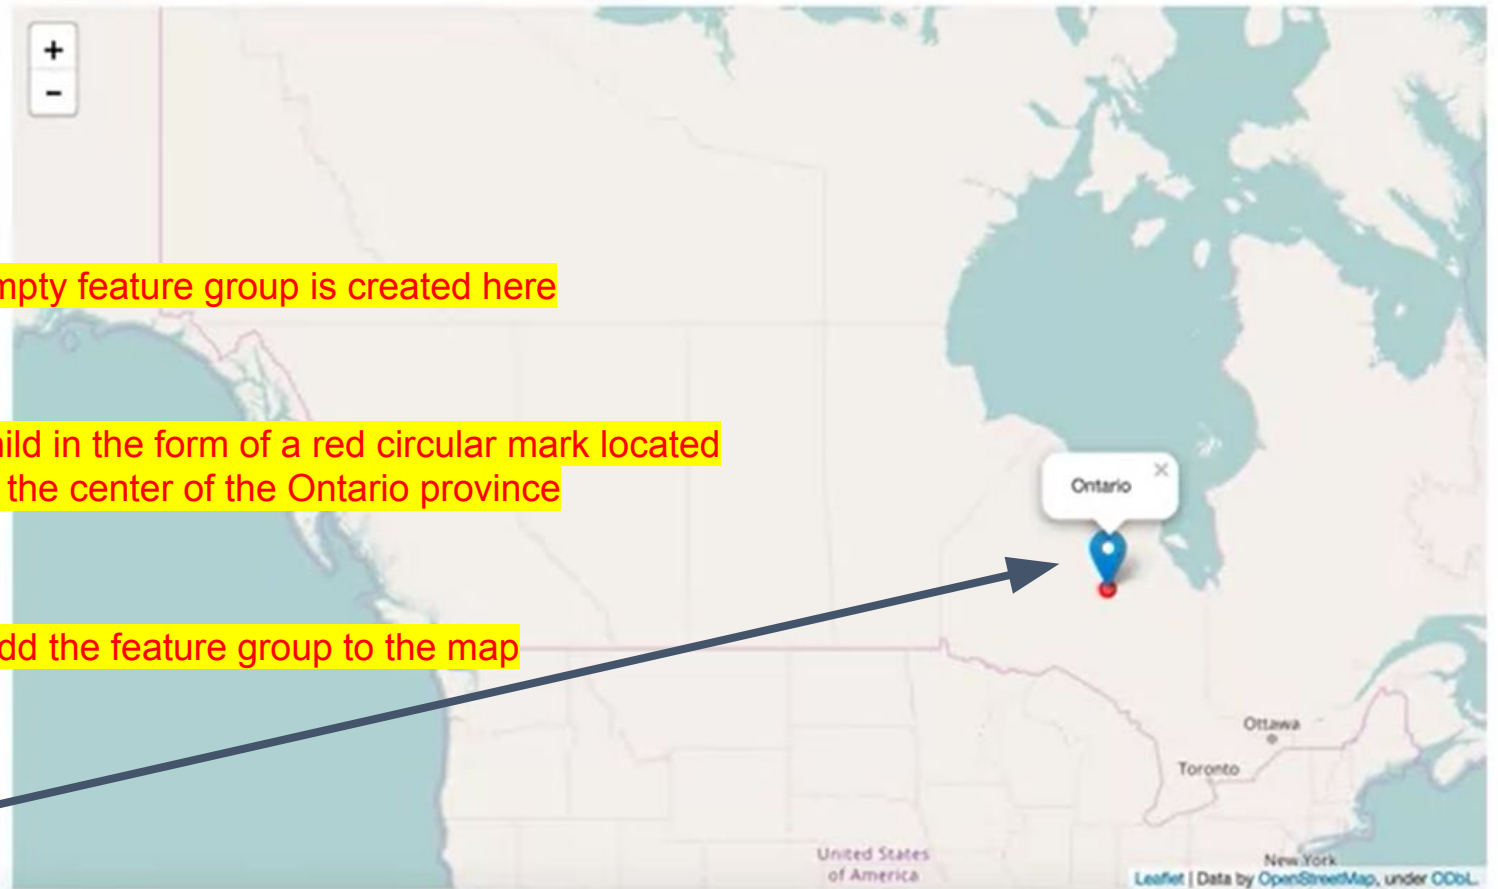 +
-
mpty feature group is created here
hild in the form of a red circular mark located
the center of the Ontario province
Ontario ×
dd the feature group to the map
Ottawa
Toronto
United States
of America
New York
Leaflet | Data by OpenStreetMap, under ODbL.